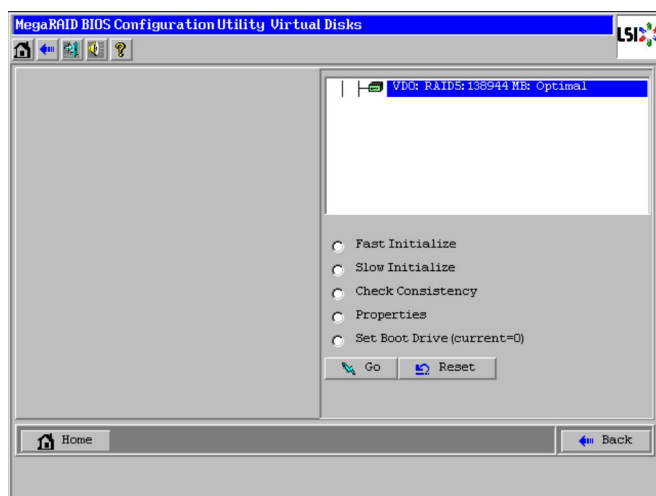 MegaRAID BIOS Configuration Utility Virtual Disks
LSI
VD0: RAID5: 138944 MB: Optimal
Fast Initialize
Slow Initialize
Check Consistency
Properties
Set Boot Drive (current=0)
Go
Reset
Home
Back